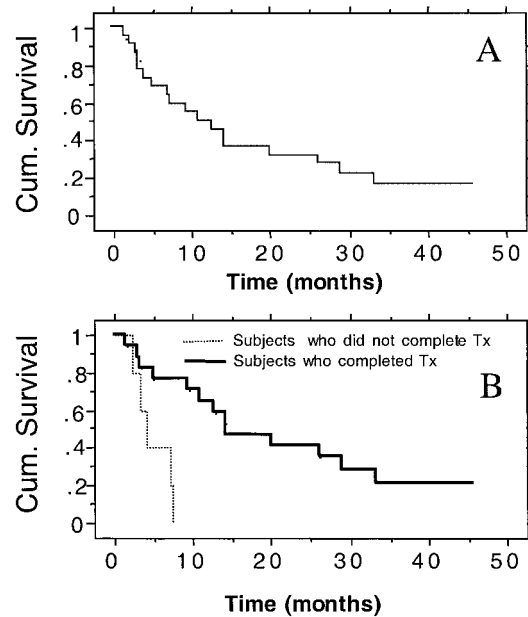 A
Cum. Survival
1
.8
.6
.4
.2
0
0 10 20 30 40 50
Time (months)
B
Subjects who did not complete Tx
Subjects who completed Tx
Cum. Survival
1
.8
.6
.4
.2
0
0 10 20 30 40 50
Time (months)